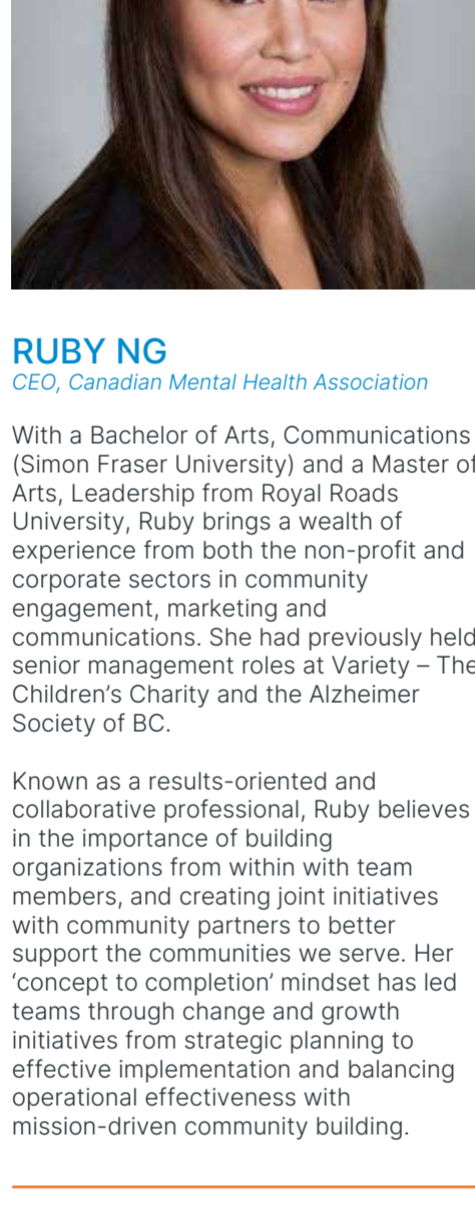 RUBY NG
CEO, Canadian Mental Health Association
With a Bachelor of Arts, Communications
(Simon Fraser University) and a Master of
Arts, Leadership from Royal Roads
University, Ruby brings a wealth of
experience from both the non-profit and
corporate sectors in community
engagement, marketing and
communications. She had previously held
senior management roles at Variety – The
Children’s Charity and the Alzheimer
Society of BC.
Known as a results-oriented and
collaborative professional, Ruby believes
in the importance of building
organizations from within with team
members, and creating joint initiatives
with community partners to better
support the communities we serve. Her
‘concept to completion’ mindset has led
teams through change and growth
initiatives from strategic planning to
effective implementation and balancing
operational effectiveness with
mission-driven community building.